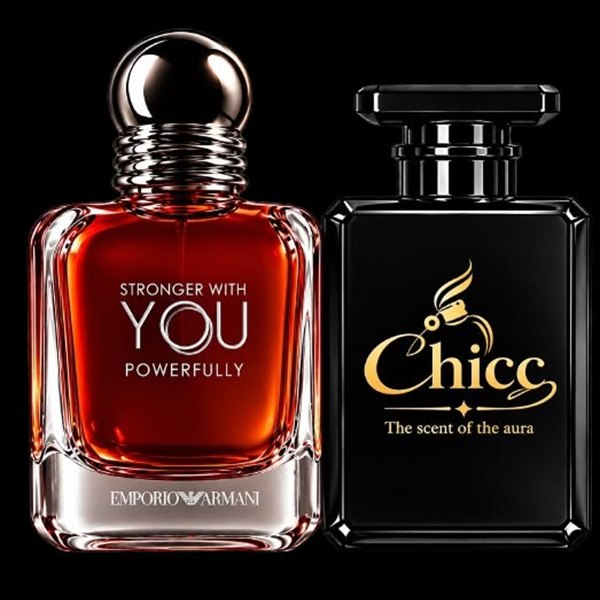 STRONGER WITH
YOU
POWERFULLY
EMPORIO ARMANI
Chicc
The scent of the aura